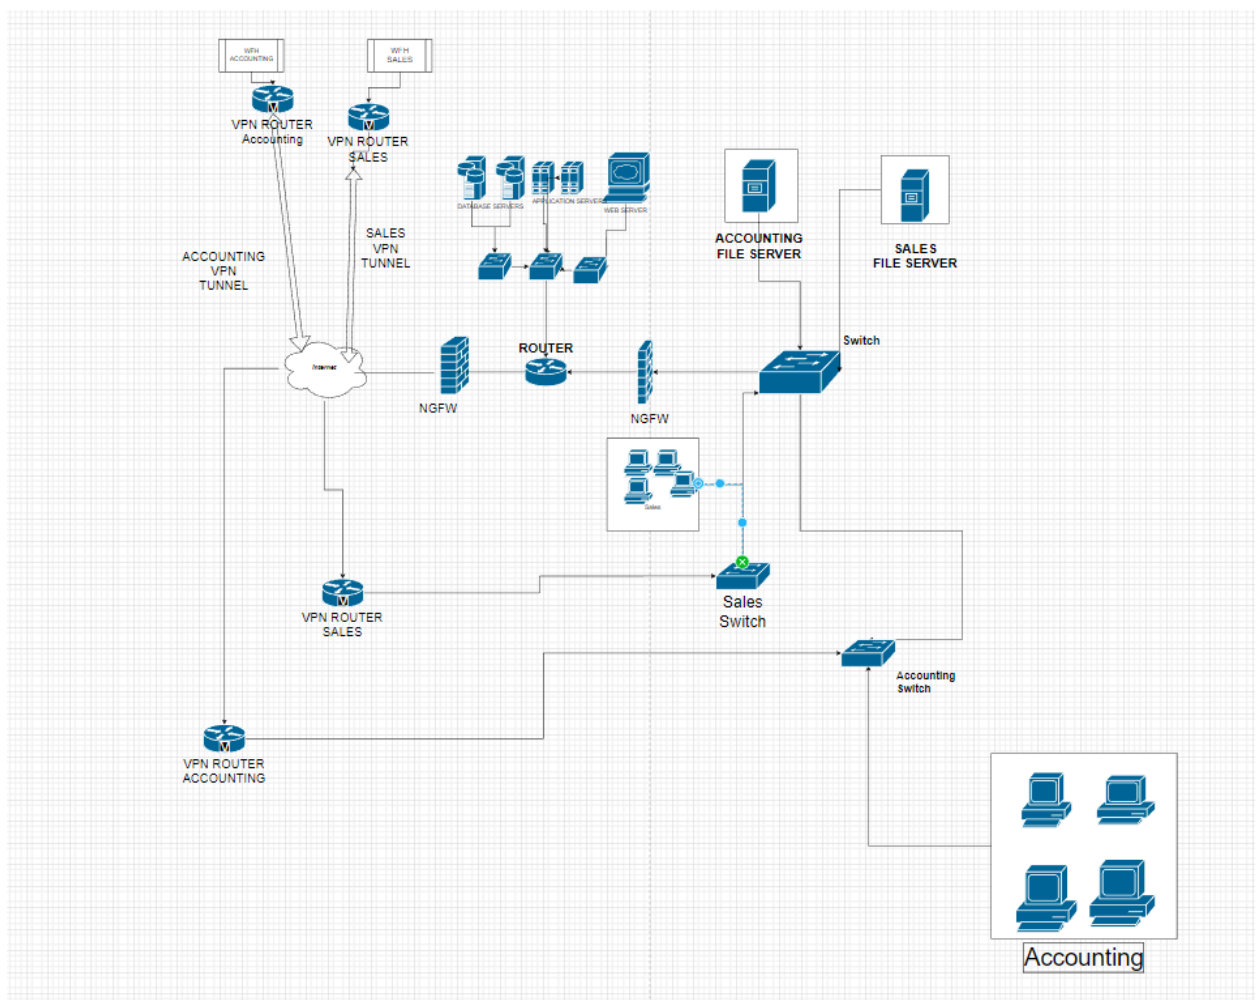 WFH
ACCOUNTING
WFH
SALES
V
VPN ROUTER
Accounting
V
VPN ROUTER
SALES
DATABASE SERVERS
APPLICATION SERVERS
WEB SERVER
ACCOUNTING
FILE SERVER
SALES
FILE SERVER
ACCOUNTING
VPN
TUNNEL
SALES
VPN
TUNNEL
Internet
NGFW
ROUTER
NGFW
Switch
Sales
Sales
Switch
V
VPN ROUTER
SALES
Accounting
Switch
V
VPN ROUTER
ACCOUNTING
Accounting